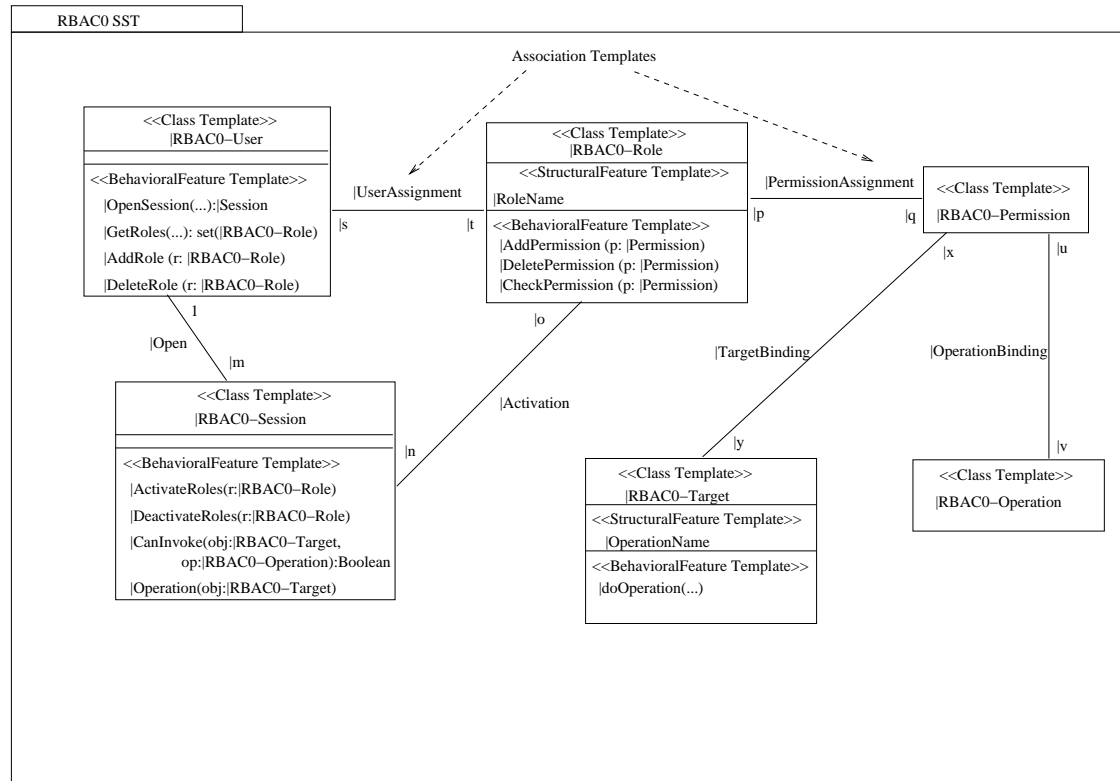 RBAC0 SST
Association Templates
<<Class Template>>
|RBAC0−User
<<BehavioralFeature Template>>
|OpenSession(...):|Session
|GetRoles(...): set(|RBAC0−Role)
|AddRole (r: |RBAC0−Role)
|DeleteRole (r: |RBAC0−Role)
|UserAssignment
|s
|t
<<Class Template>>
|RBAC0−Role
<<StructuralFeature Template>>
|RoleName
<<BehavioralFeature Template>>
|AddPermission (p: |Permission)
|DeletePermission (p: |Permission)
|CheckPermission (p: |Permission)
|PermissionAssignment
|p
|q
<<Class Template>>
|RBAC0−Permission
|x
|u
1
|Open
|m
|o
|Activation
|n
|TargetBinding
|OperationBinding
|y
|v
<<Class Template>>
|RBAC0−Session
<<BehavioralFeature Template>>
|ActivateRoles(r:|RBAC0−Role)
|DeactivateRoles(r:|RBAC0−Role)
|CanInvoke(obj:|RBAC0−Target,
op:|RBAC0−Operation):Boolean
|Operation(obj:|RBAC0−Target)
<<Class Template>>
|RBAC0−Target
<<StructuralFeature Template>>
|OperationName
<<BehavioralFeature Template>>
|doOperation(...)
<<Class Template>>
|RBAC0−Operation